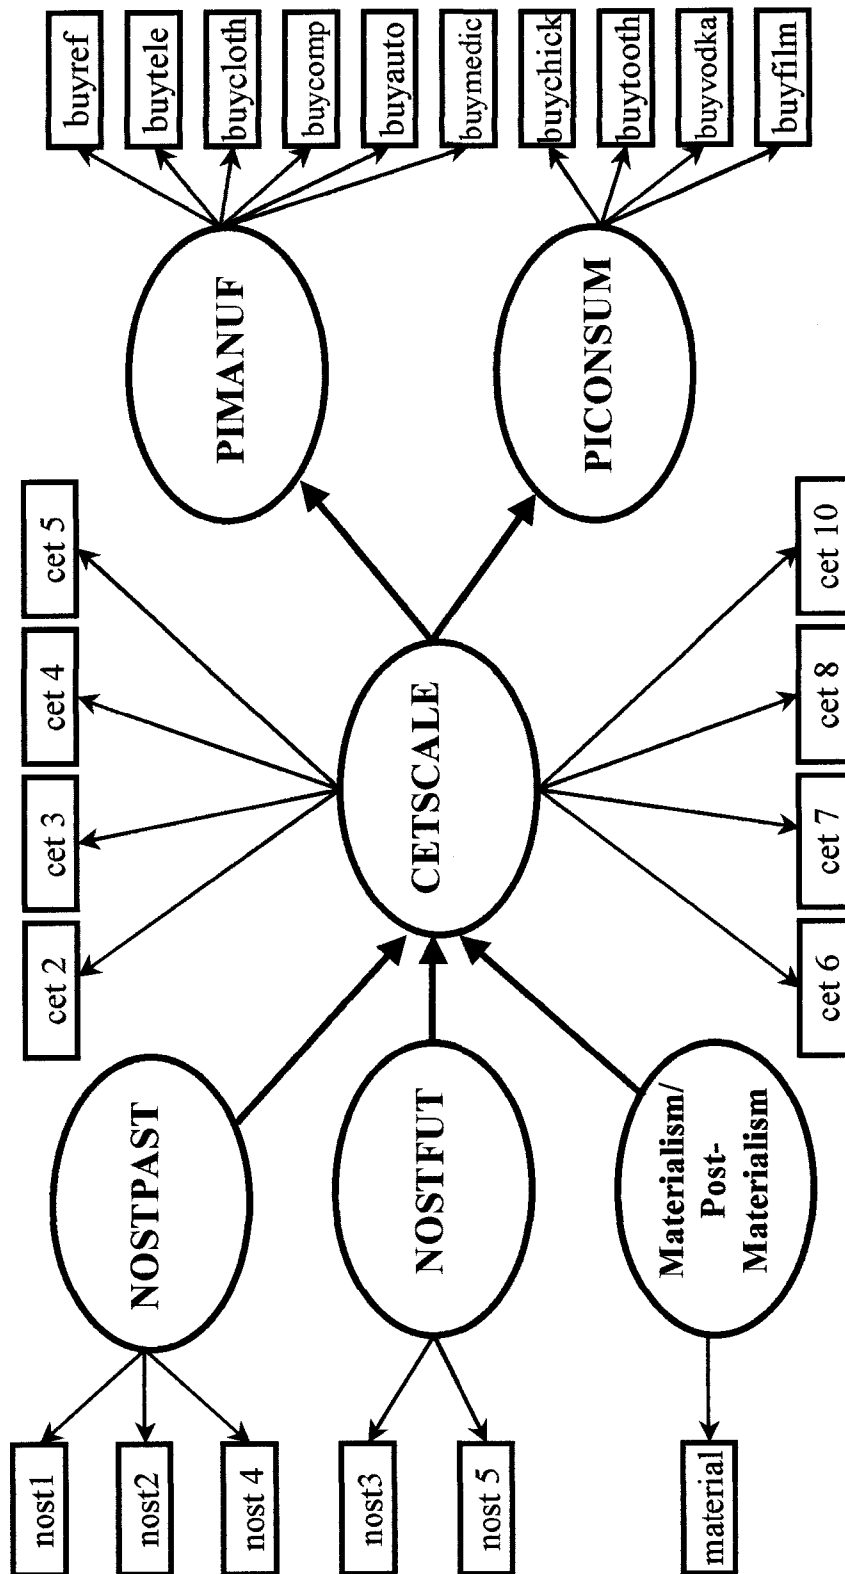 nost1
nost2
nost 4
nost3
nost 5
material
NOSTPAST
NOSTFUT
Materialism/
Post-
Materialism
cet 2
cet 3
cet 4
cet 5
CETSCALE
cet 6
cet 7
cet 8
cet 10
PIMANUF
PICONSUM
buyref
buytele
buycloth
buycomp
buyauto
buymedic
buychick
buytooth
buyvodka
buyfilm